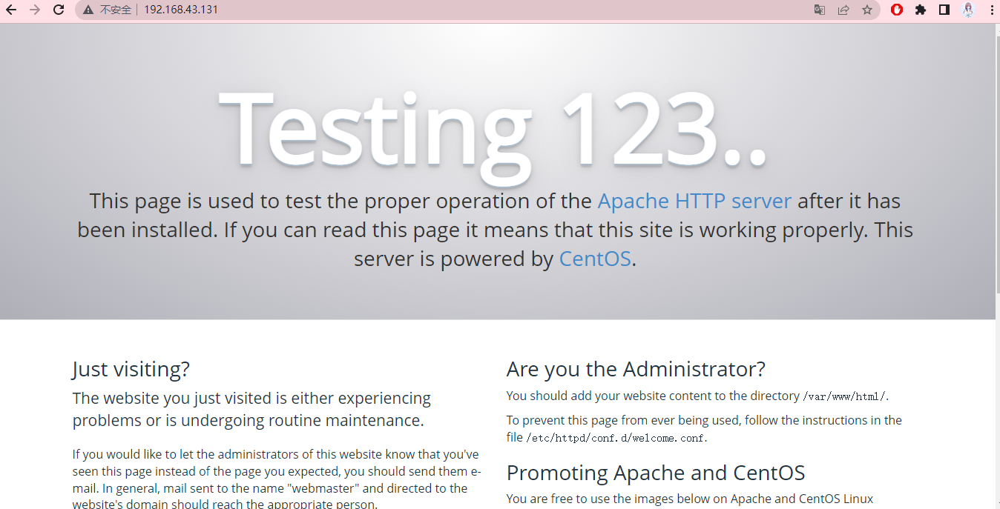 不安全 192.168.43.131
Testing 123..
This page is used to test the proper operation of the Apache HTTP server after it has
been installed. If you can read this page it means that this site is working properly. This
server is powered by CentOS.
Just visiting?
The website you just visited is either experiencing
problems or is undergoing routine maintenance.
If you would like to let the administrators of this website know that you've
seen this page instead of the page you expected, you should send them e-
mail. In general, mail sent to the name "webmaster" and directed to the
website's domain should reach the appropriate person.
Are you the Administrator?
You should add your website content to the directory /var/www/html/.
To prevent this page from ever being used, follow the instructions in the
file /etc/httpd/conf.d/welcome.conf.
Promoting Apache and CentOS
You are free to use the images below on Apache and CentOS Linux